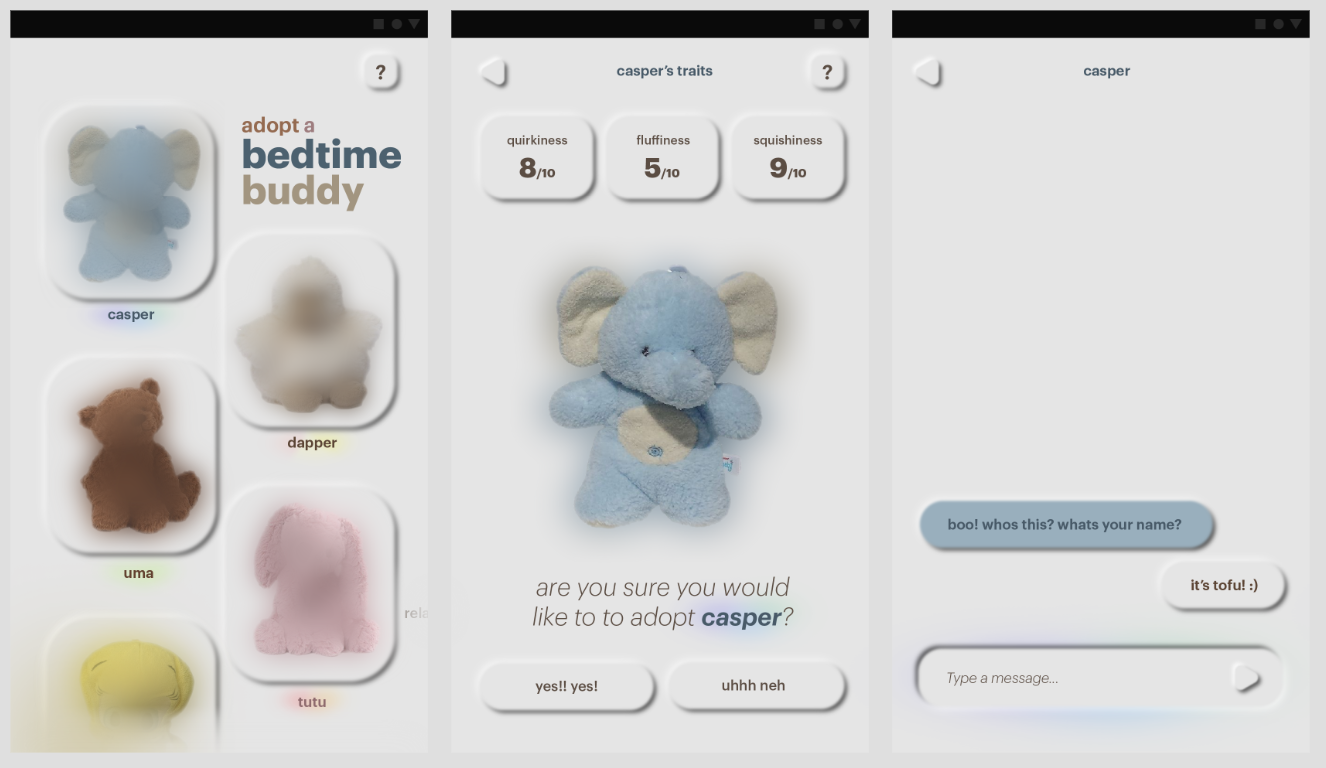 ?
adopt a
bedtime
buddy
casper
dapper
uma
rela
tutu
casper's traits
?
quirkiness
8/10
fluffiness
5/10
squishiness
9/10
are you sure you would
like to to adopt casper?
yes!! yes!
uhhh neh
casper
boo! whos this? whats your name?
it's tofu! :)
Type a message...